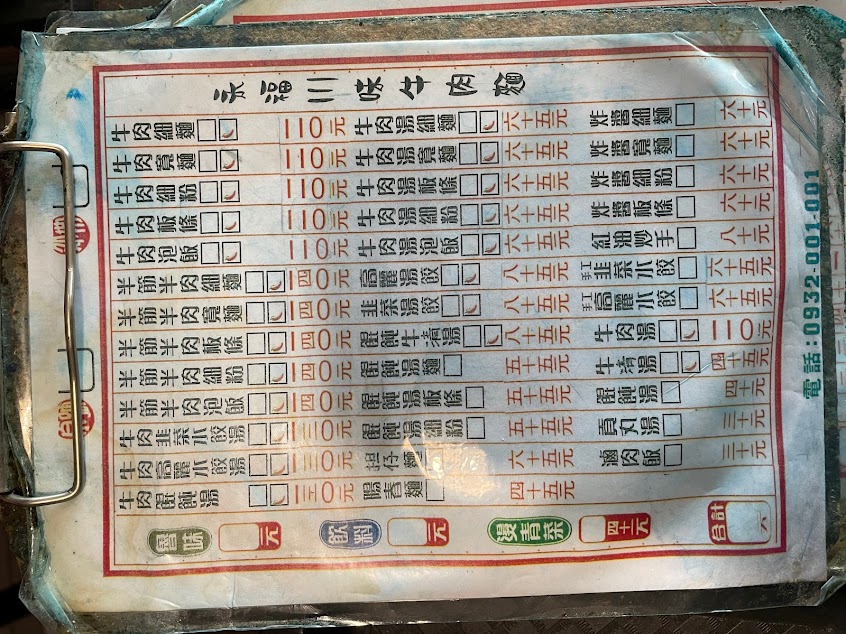 永福川味牛肉麵
牛肉細麵 一一〇元 牛肉湯細麵 六十五元 炸醬細麵 六十元
牛肉寬麵 一一〇元 牛肉湯寬麵 六十五元 炸醬寬麵 六十元
牛肉細粉 一一〇元 牛肉湯板條 六十五元 炸醬細粉 六十元
牛肉板條 一一〇元 牛肉湯細粉 六十五元 炸醬板條 六十元
牛肉泡飯 一一〇元 牛肉湯泡飯 六十五元 紅油炒手 八十元
半筋半肉細麵 一四〇元 高麗湯餃 八十五元 手工韭菜水餃 六十五元
半筋半肉寬麵 一四〇元 韭菜湯餃 八十五元 手工高麗水餃 六十五元
半筋半肉板條 一四〇元 餛飩牛清湯 八十五元 牛肉湯 一一〇元
半筋半肉細粉 一四〇元 餛飩湯麵 五十五元 牛清湯 四十五元
半筋半肉泡飯 一四〇元 餛飩湯板條 五十五元 餛飩湯 四十元
牛肉韭菜水餃湯 一三〇元 餛飩湯細粉 五十五元 貢丸湯 三十元
牛肉高麗水餃湯 一三〇元 担仔麵 六十五元 滷肉飯 三十元
牛肉餛飩湯 一三〇元 陽春麵 四十五元
魯味 元 飲料 元 燙青菜 四十元 合計 元
電話:0932-001-001